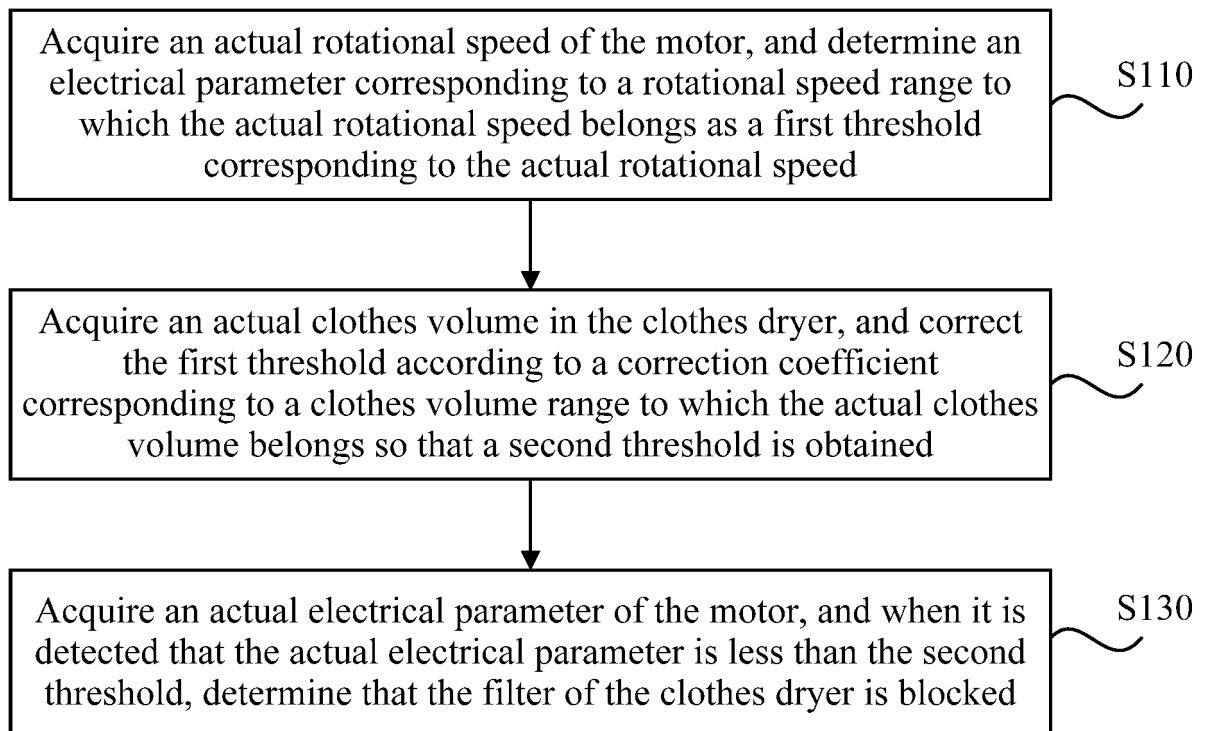 Acquire an actual rotational speed of the motor, and determine an
electrical parameter corresponding to a rotational speed range to
which the actual rotational speed belongs as a first threshold
corresponding to the actual rotational speed
S110
Acquire an actual clothes volume in the clothes dryer, and correct
the first threshold according to a correction coefficient
corresponding to a clothes volume range to which the actual clothes
volume belongs so that a second threshold is obtained
S120
Acquire an actual electrical parameter of the motor, and when it is
detected that the actual electrical parameter is less than the second
threshold, determine that the filter of the clothes dryer is blocked
S130